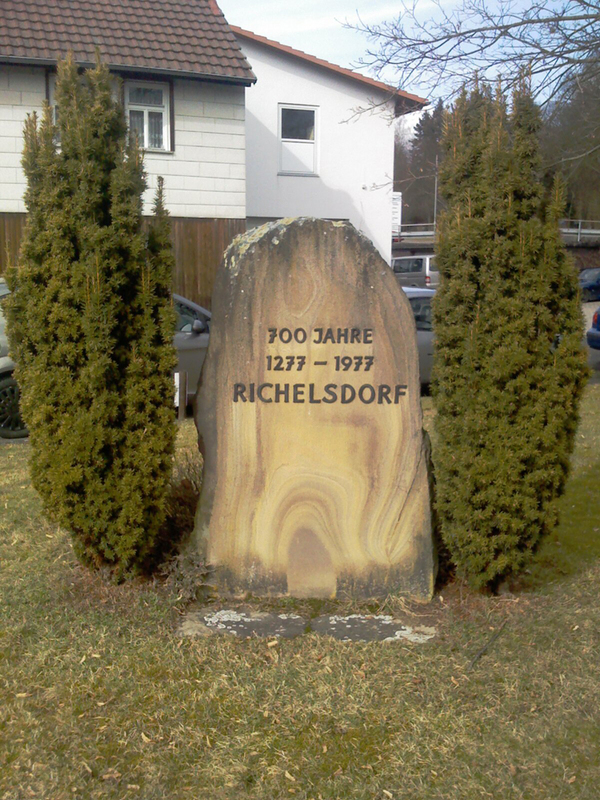 700 JAHRE
1277 – 1977
RICHELSDORF